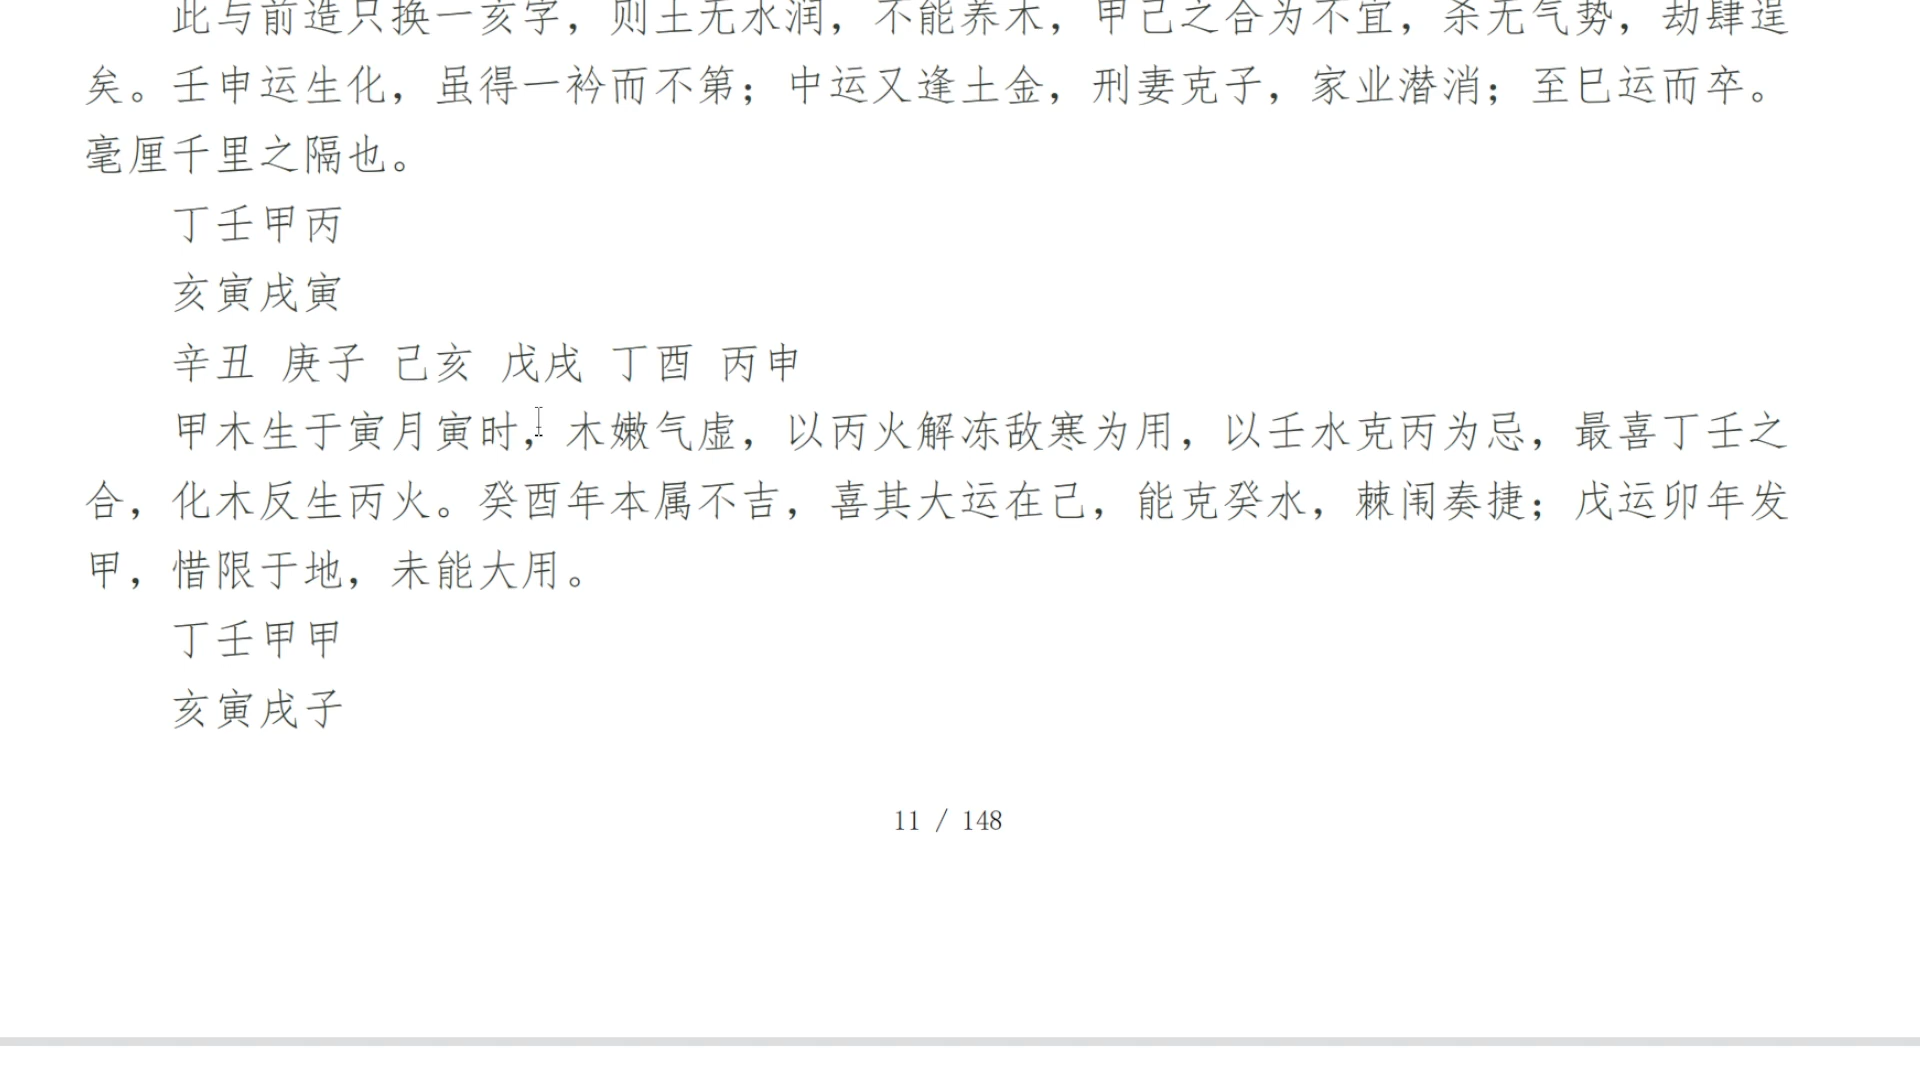 此与前造只换一亥字，则土无水润，不能养木，甲己之合为不宜，杀无气势，劫肆逞
矣。壬申运生化，虽得一衿而不第；中运又逢土金，刑妻克子，家业潜消；至巳运而卒。
毫厘千里之隔也。
丁壬甲丙
亥寅戌寅
辛丑 庚子 己亥 戊戌 丁酉 丙申
甲木生于寅月寅时，木嫩气虚，以丙火解冻敌寒为用，以壬水克丙为忌，最喜丁壬之
合，化木反生丙火。癸酉年本属不吉，喜其大运在己，能克癸水，棘闱奏捷；戊运卯年发
甲，惜限于地，未能大用。
丁壬甲甲
亥寅戌子
11 / 148